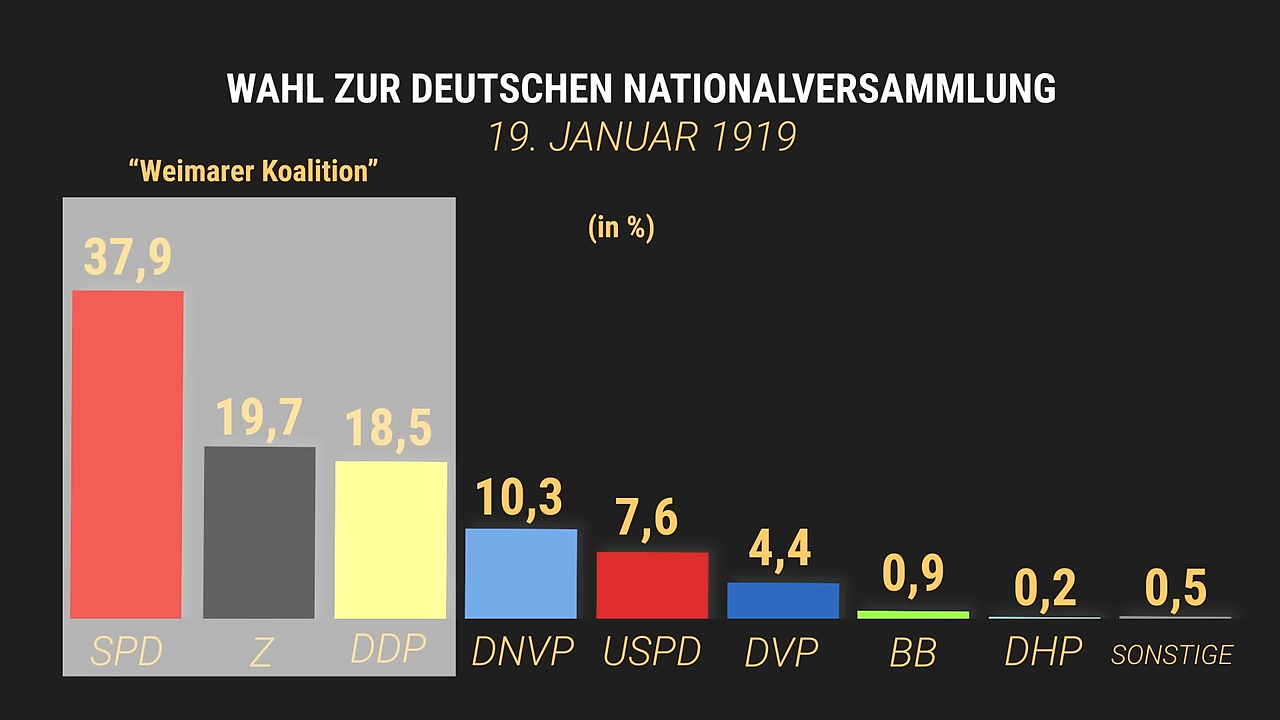 WAHL ZUR DEUTSCHEN NATIONALVERSAMMLUNG
19. JANUAR 1919
“Weimarer Koalition”
(in %)
37,9
19,7
18,5
10,3
7,6
4,4
0,9
0,2
0,5
SPD
Z
DDP
DNVP
USPD
DVP
BB
DHP
SONSTIGE